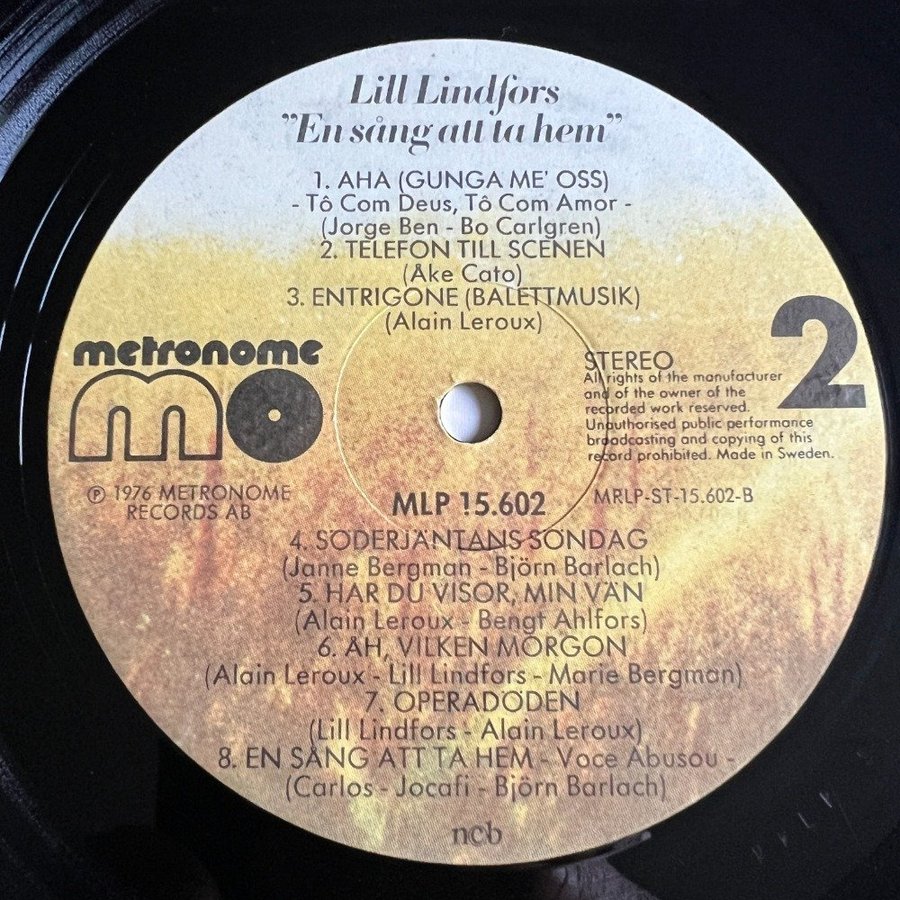 Lill Lindfors
"En sång att ta hem"
1. AHA (GUNGA ME' OSS)
- Tô Com Deus, Tô Com Amor -
(Jorge Ben - Bo Carlgren)
2. TELEFON TILL SCENEN
(Åke Cato)
3. ENTRIGONE (BALETTMUSIK)
(Alain Leroux)
metronome
mo
2
STEREO
All rights of the manufacturer
and of the owner of the
recorded work reserved.
Unauthorised public performance
broadcasting and copying of this
record prohibited. Made in Sweden.
℗ 1976 METRONOME
RECORDS AB
MLP 15.602
MRLP-ST-15.602-B
4. SÖDERJÄNTANS SÖNDAG
(Janne Bergman - Björn Barlach)
5. HAR DU VISOR, MIN VÄN
(Alain Leroux - Bengt Ahlfors)
6. ÅH, VILKEN MORGON
(Alain Leroux - Lill Lindfors - Marie Bergman)
7. OPERADÖDEN
(Lill Lindfors - Alain Leroux)
8. EN SÅNG ATT TA HEM - Voce Abusou -
(Carlos - Jocafi - Björn Barlach)
ncb